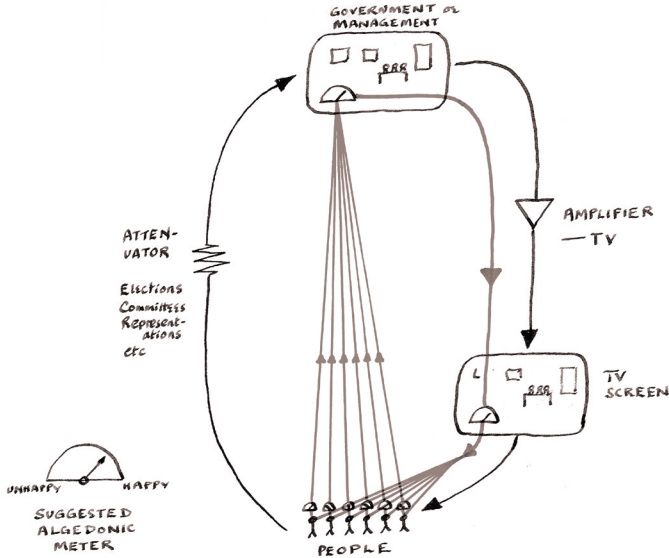 GOVERNMENT or
MANAGEMENT
ATTEN-
UATOR
Elections
Committees
Represent-
ations
etc
AMPLIFIER
— TV
TV
SCREEN
UNHAPPY
HAPPY
SUGGESTED
ALGEDONIC
METER
PEOPLE